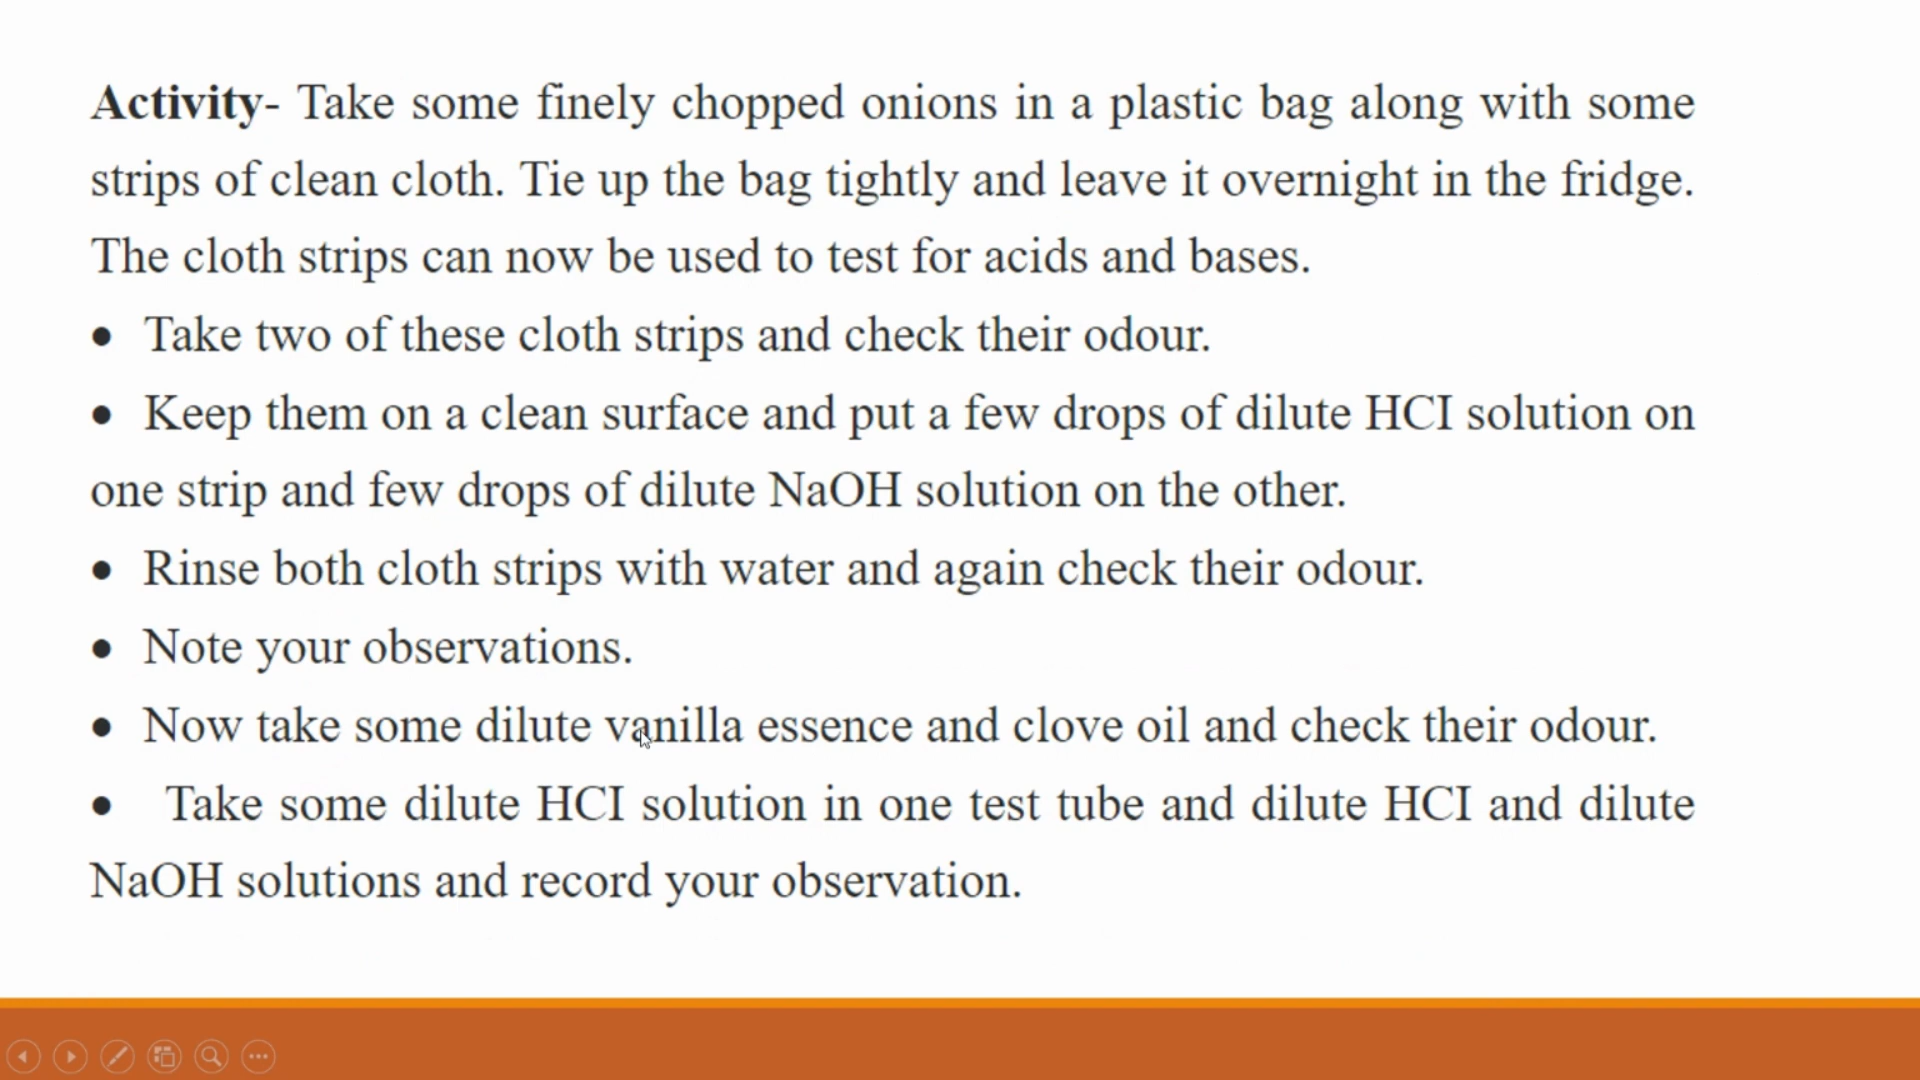 Activity- Take some finely chopped onions in a plastic bag along with some
strips of clean cloth. Tie up the bag tightly and leave it overnight in the fridge.
The cloth strips can now be used to test for acids and bases.
● Take two of these cloth strips and check their odour.
● Keep them on a clean surface and put a few drops of dilute HCI solution on
one strip and few drops of dilute NaOH solution on the other.
● Rinse both cloth strips with water and again check their odour.
● Note your observations.
● Now take some dilute vanilla essence and clove oil and check their odour.
● Take some dilute HCI solution in one test tube and dilute HCI and dilute
NaOH solutions and record your observation.